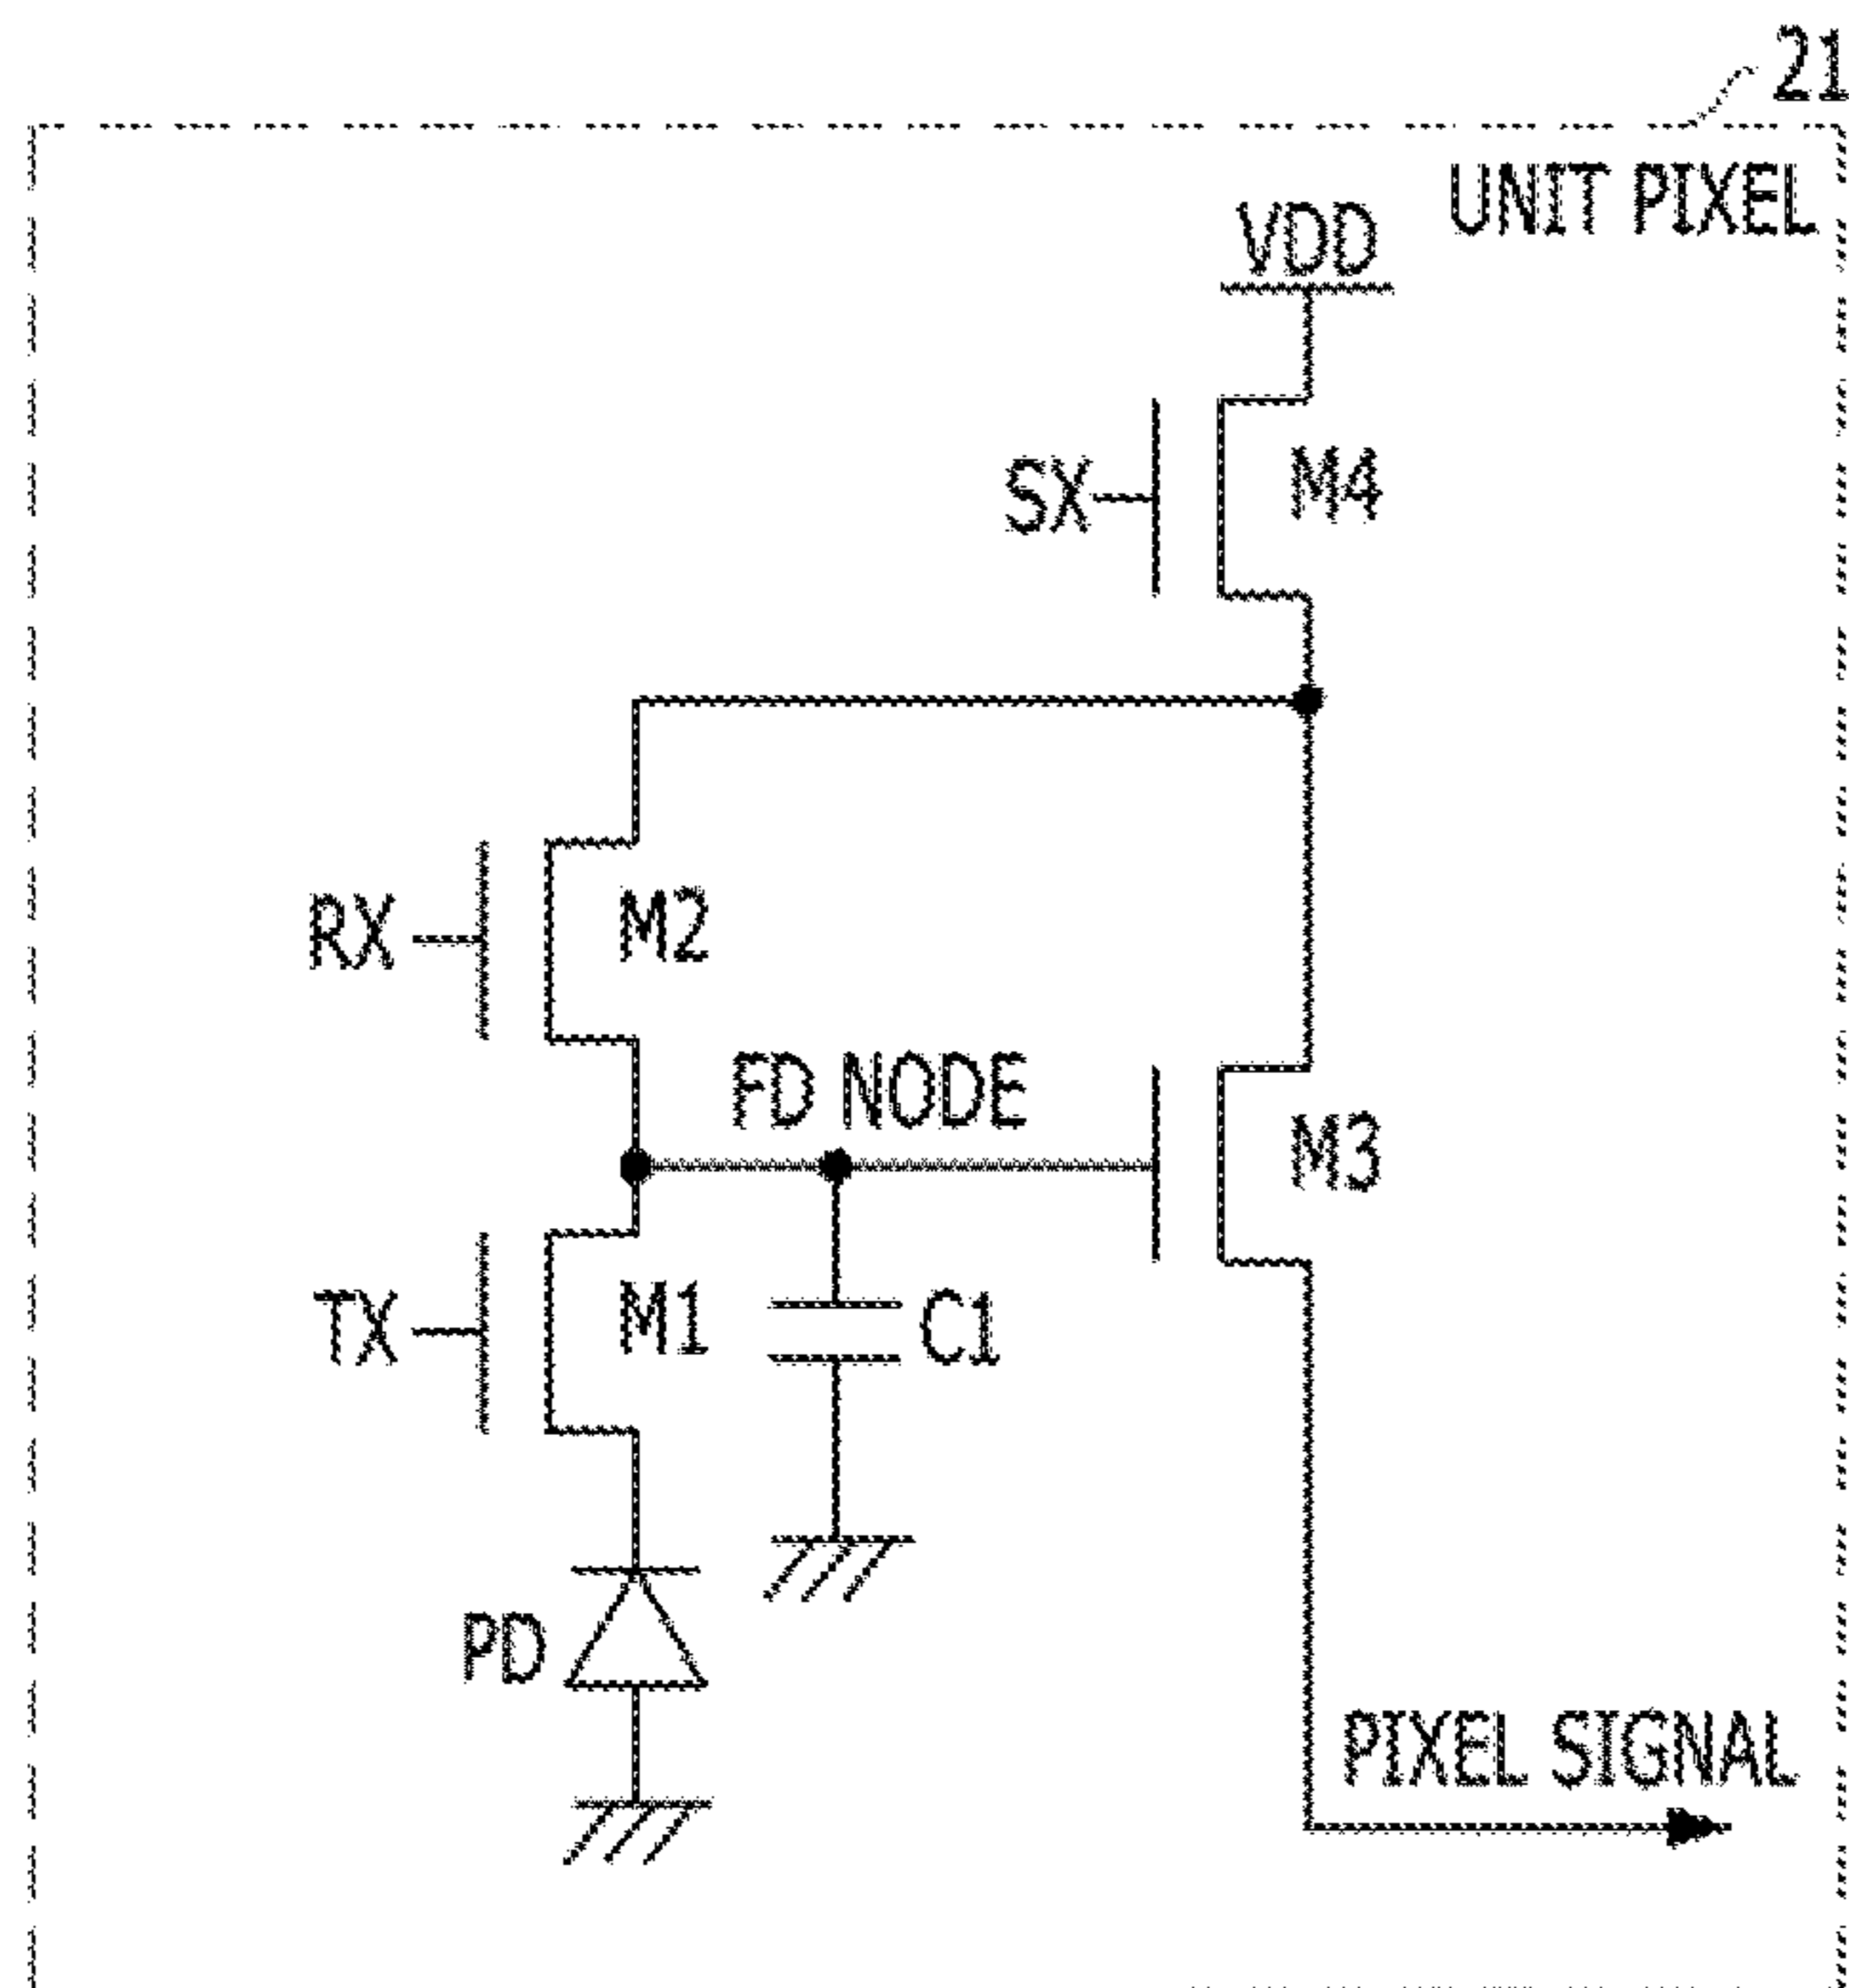 21
UNIT PIXEL
VDD
SX
M4
RX
M2
FD NODE
M3
TX
M1
C1
PD
PIXEL SIGNAL